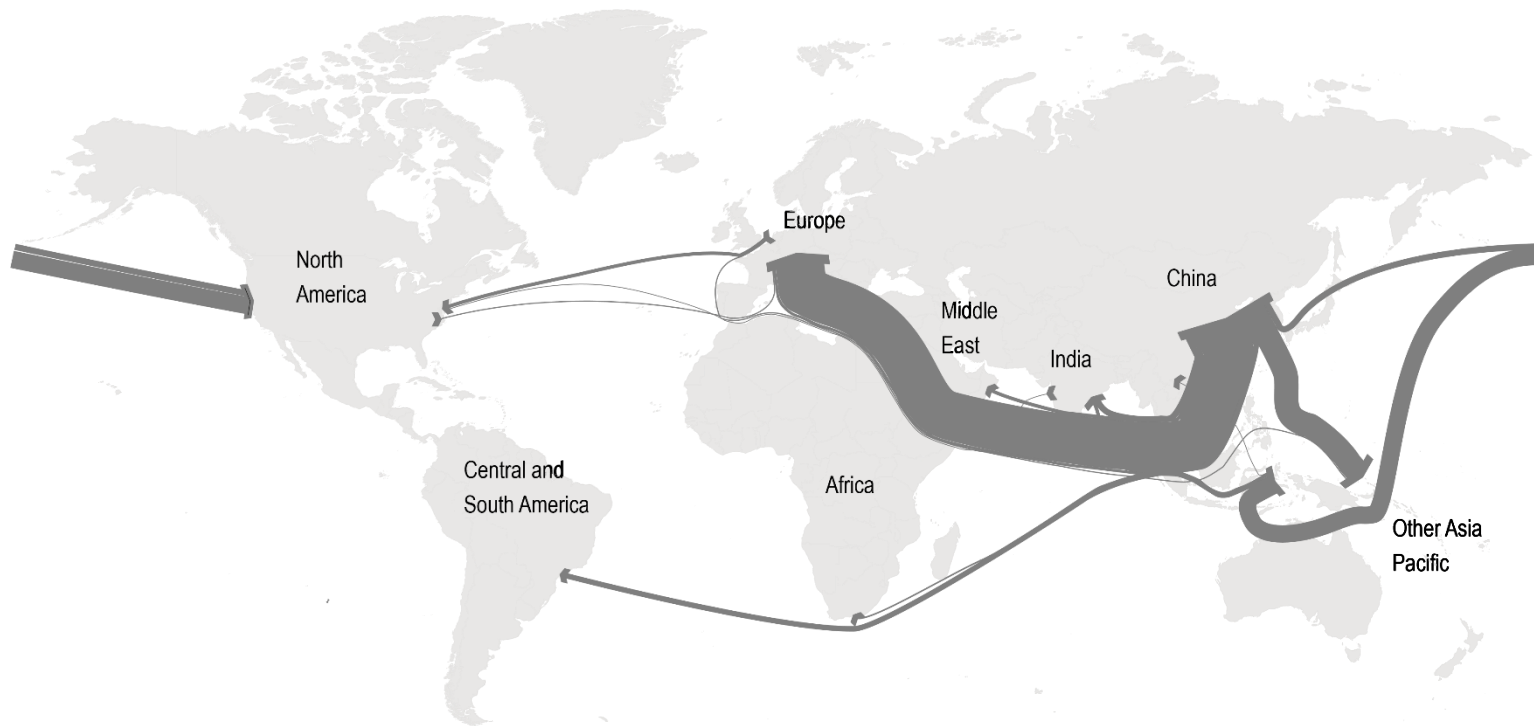 Europe
North
America
China
Middle
East
India
Central and
South America
Africa
Other Asia
Pacific